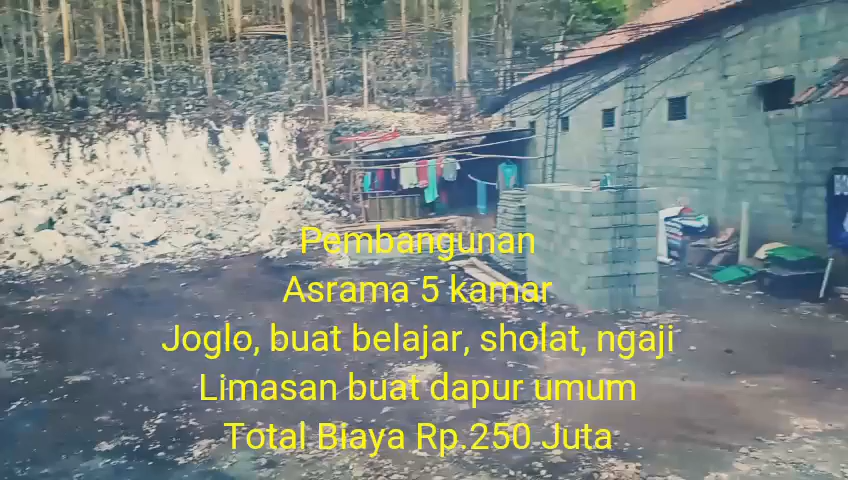 Pembangunan
Asrama 5 kamar
Joglo, buat belajar, sholat, ngaji
Limasan buat dapur umum
Total Biaya Rp.250 Juta